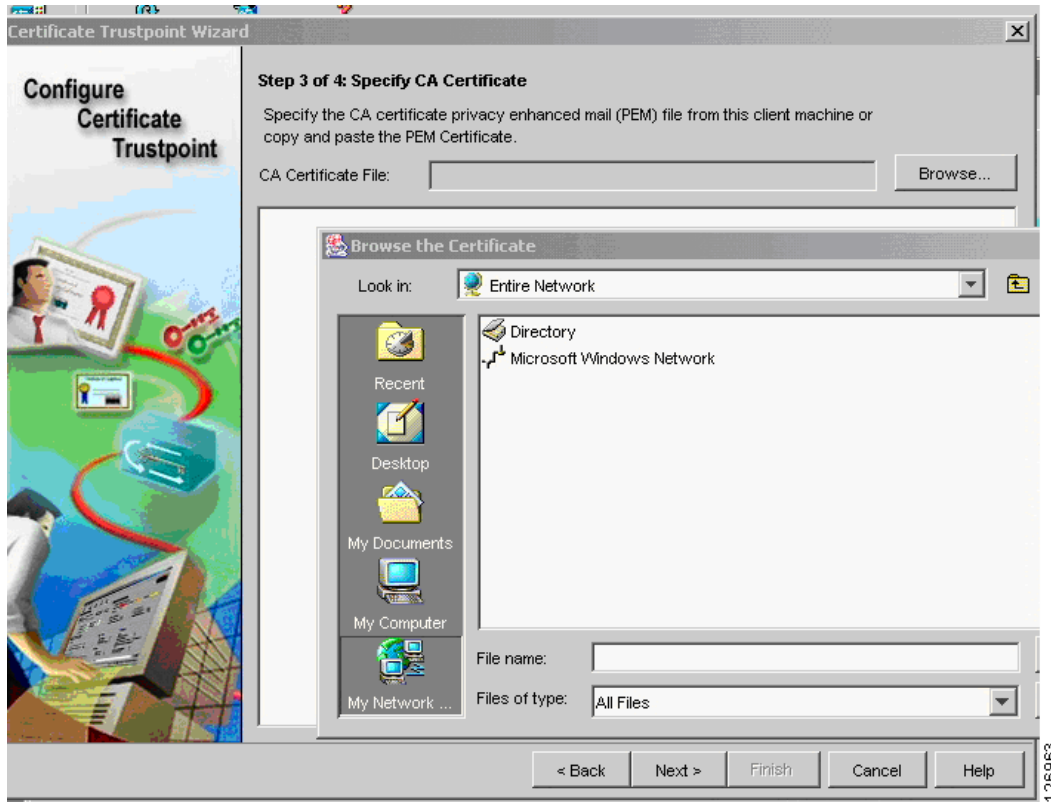 Certificate Trustpoint Wizard
Configure
Certificate
Trustpoint
Step 3 of 4: Specify CA Certificate
Specify the CA certificate privacy enhanced mail (PEM) file from this client machine or
copy and paste the PEM Certificate.
CA Certificate File:
Browse...
Browse the Certificate
Look in:
Entire Network
Directory
Microsoft Windows Network
Recent
Desktop
My Documents
My Computer
My Network ...
File name:
Files of type:
All Files
< Back
Next >
Finish
Cancel
Help
126963